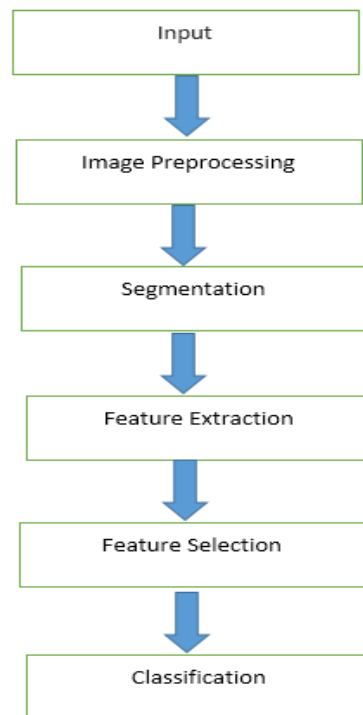 Input
Image Preprocessing
Segmentation
Feature Extraction
Feature Selection
Classification